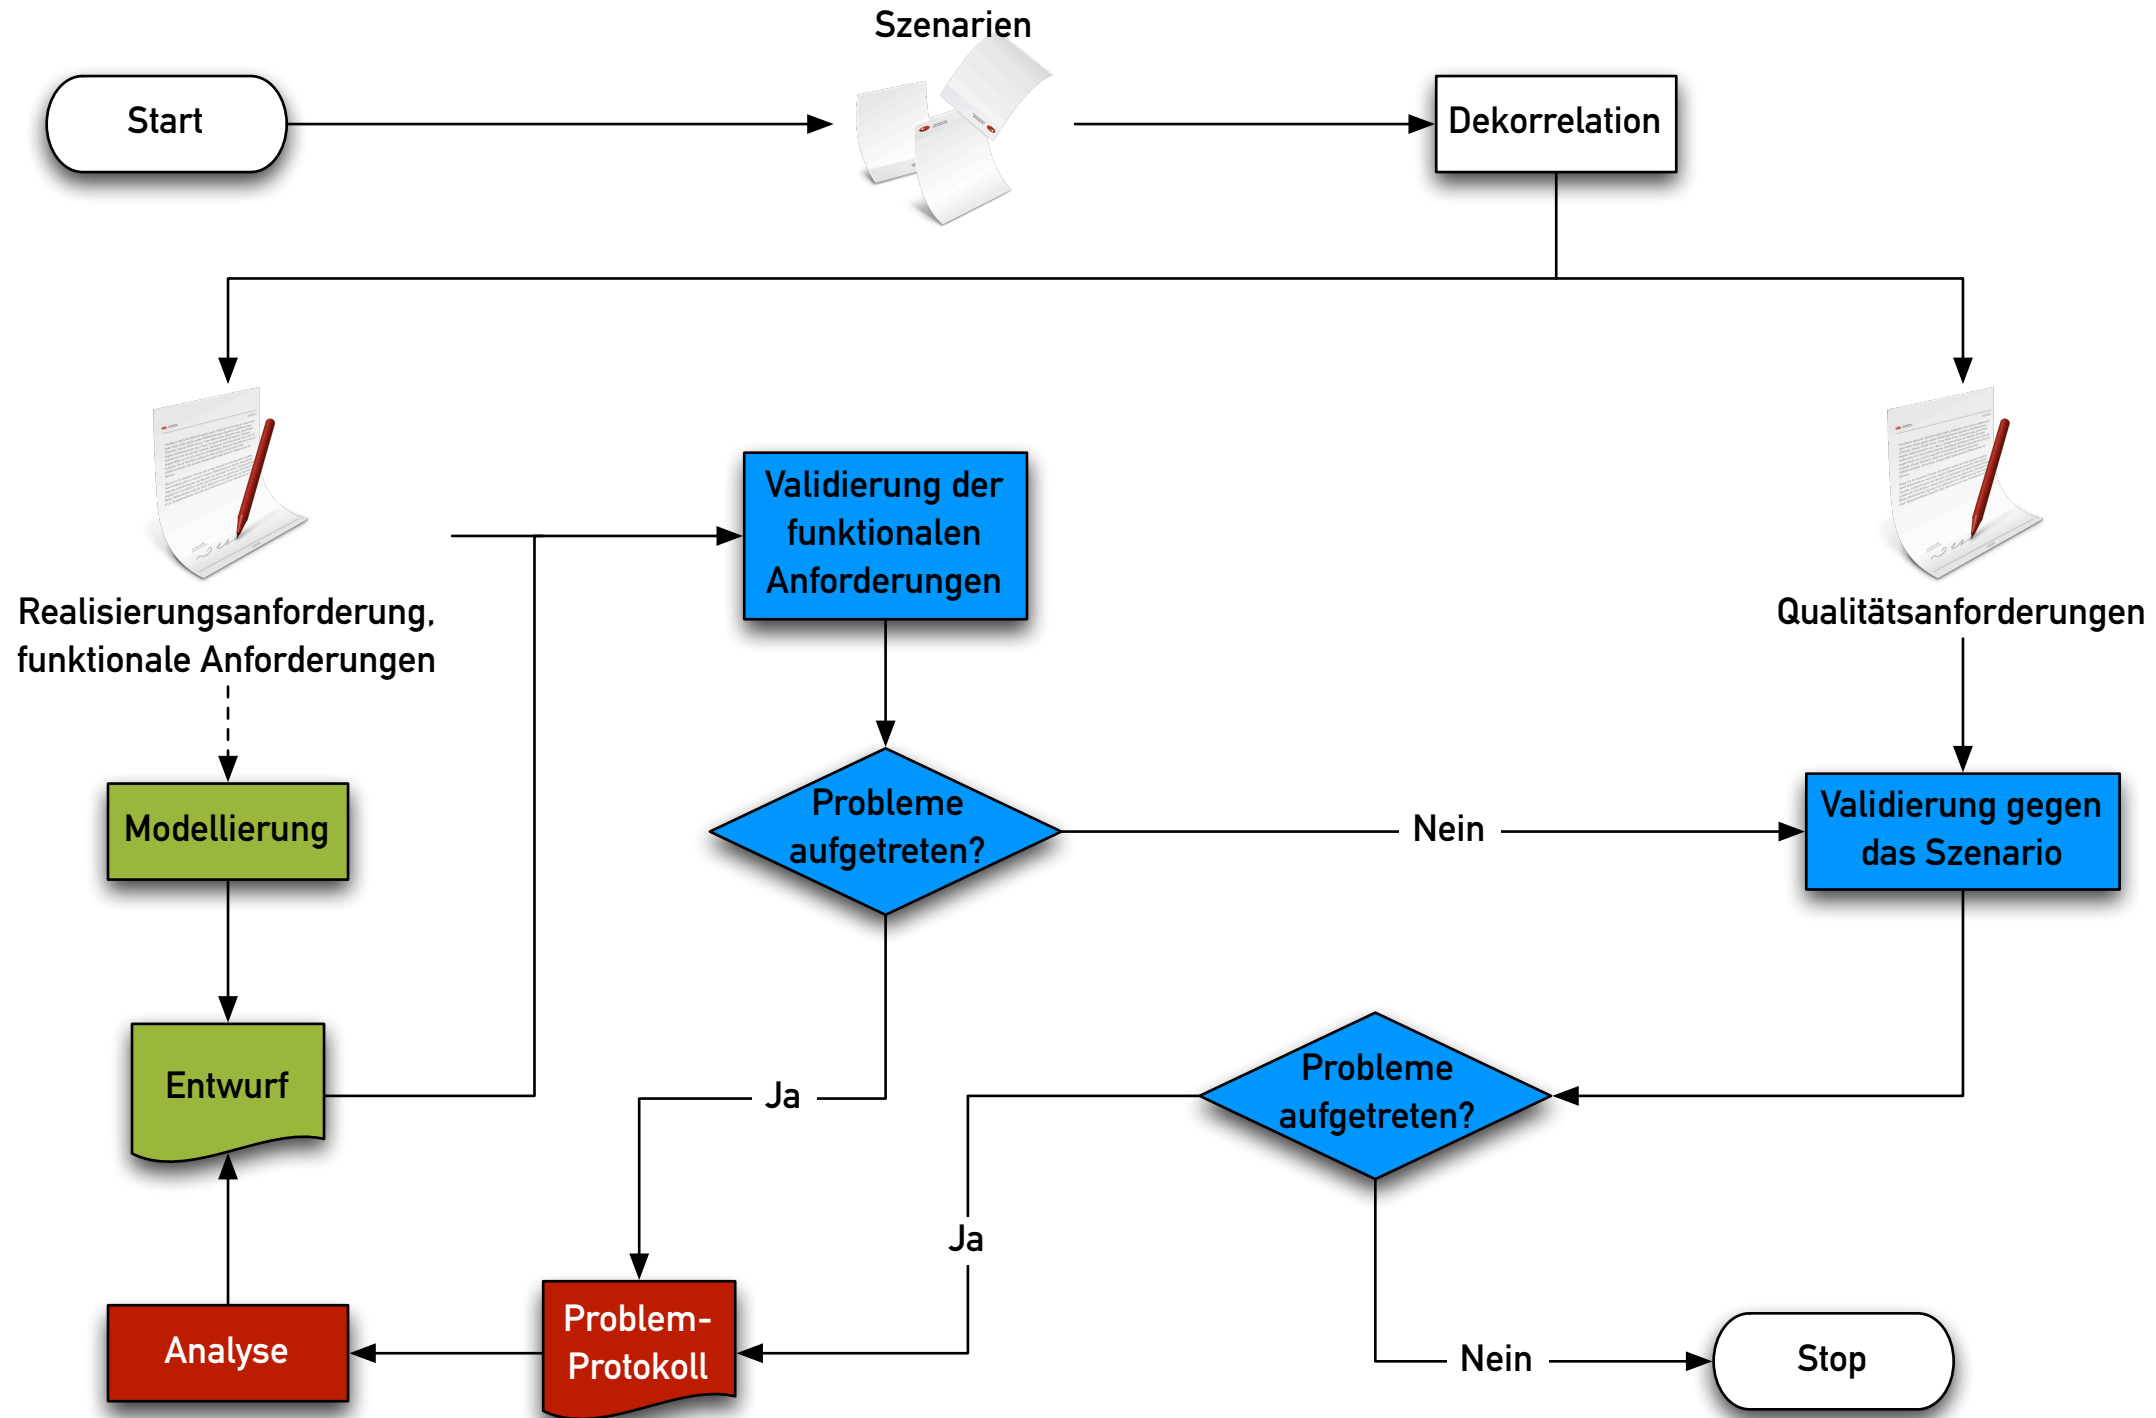 Szenarien
Start
Dekorrelation
Validierung der
funktionalen
Anforderungen
Realisierungsanforderung,
funktionale Anforderungen
Qualitätsanforderungen
Modellierung
Probleme
aufgetreten?
Nein
Validierung gegen
das Szenario
Entwurf
Ja
Probleme
aufgetreten?
Ja
Analyse
Problem-
Protokoll
Nein
Stop